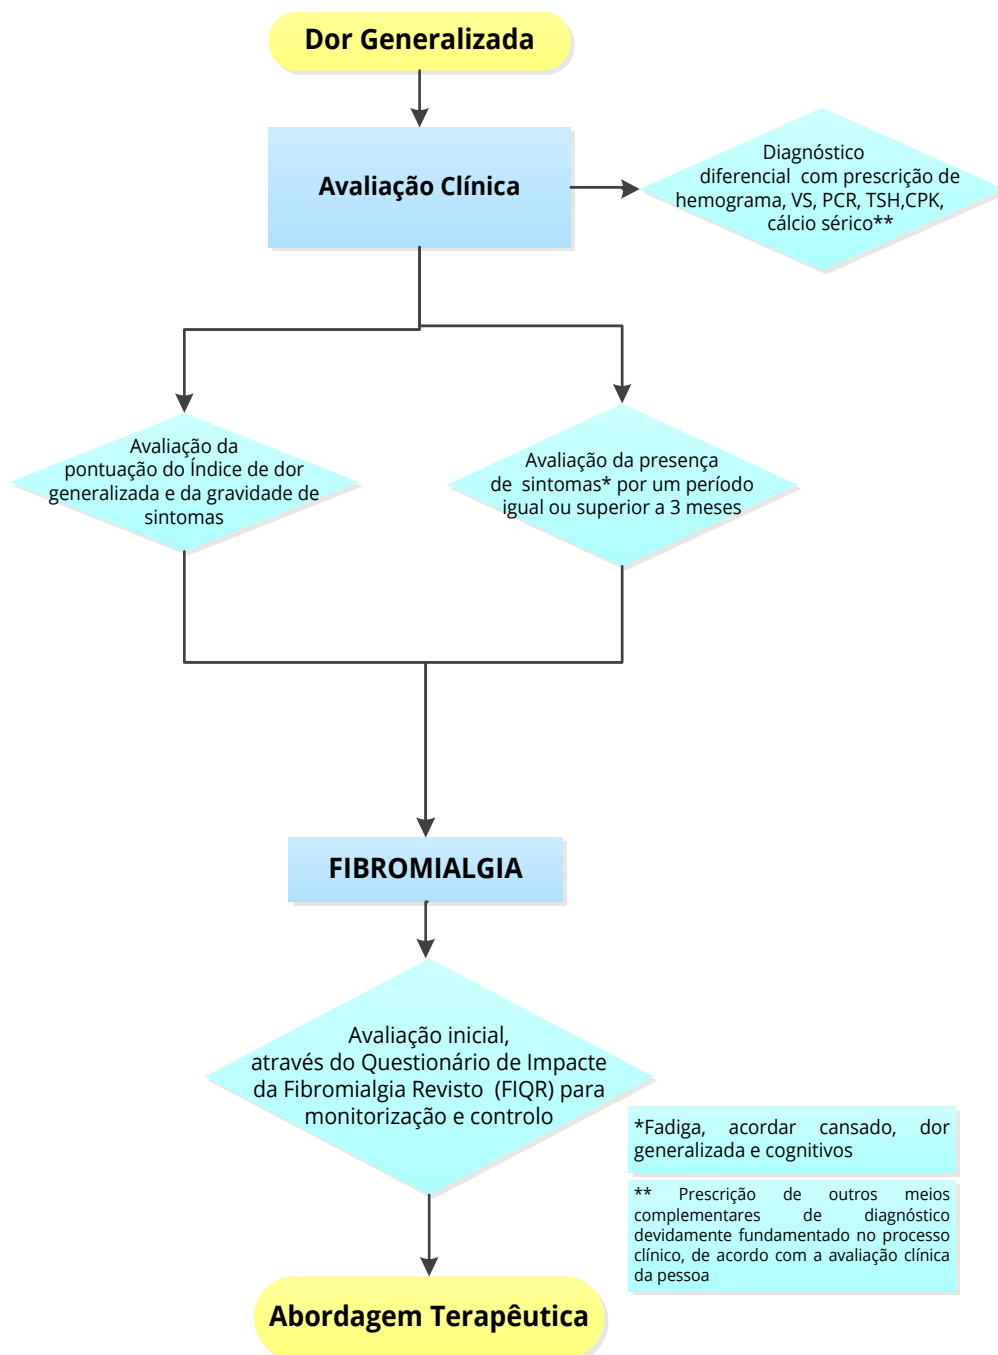 Dor Generalizada
Avaliação Clínica
Diagnóstico
diferencial com prescrição de
hemograma, VS, PCR, TSH,CPK,
cálcio sérico**
Avaliação da
pontuação do Índice de dor
generalizada e da gravidade de
sintomas
Avaliação da presença
de sintomas* por um período
igual ou superior a 3 meses
FIBROMIALGIA
Avaliação inicial,
através do Questionário de Impacte
da Fibromialgia Revisto (FIQR) para
monitorização e controlo
*Fadiga, acordar cansado, dor
generalizada e cognitivos
** Prescrição de outros meios
complementares de diagnóstico
devidamente fundamentado no processo
clínico, de acordo com a avaliação clínica
da pessoa
Abordagem Terapêutica